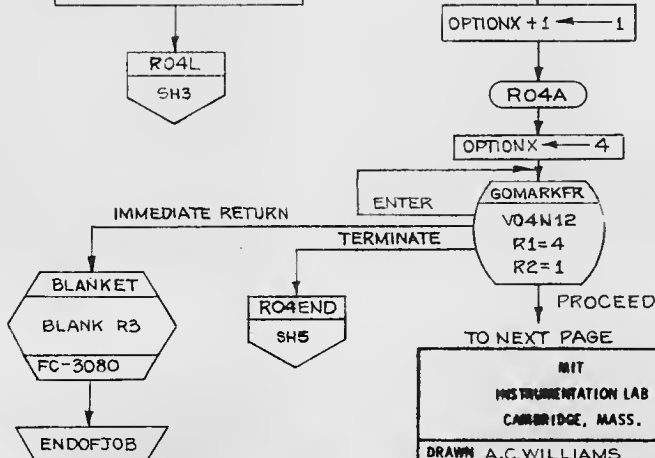 OPTIONX + 1 ← 1
R04L
SH3
R04A
OPTIONX ← 4
ENTER
GOMARKFR
V04N12
R1=4
R2=1
IMMEDIATE RETURN
TERMINATE
PROCEED
BLANKET
BLANK R3
FC-3080
R04END
SH5
TO NEXT PAGE
MIT
INSTRUMENTATION LAB
CAMBRIDGE, MASS.
ENDOFJOB
DRAWN A.C.WILLIAMS